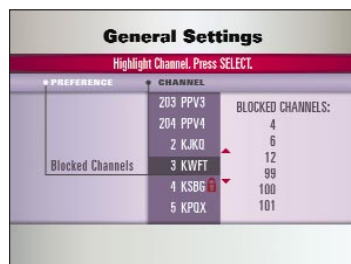 General Settings
Highlight Channel. Press SELECT.
PREFERENCE CHANNEL
203 PPV3
204 PPV4
2 KJKQ
Blocked Channels 3 KWFT
4 KSBG
5 KPQX
BLOCKED CHANNELS:
4
6
12
99
100
101